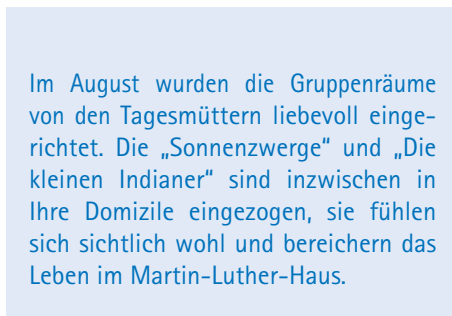 Im August wurden die Gruppenräume
von den Tagesmüttern liebevoll einge-
richtet. Die „Sonnenzwerge" und „Die
kleinen Indianer" sind inzwischen in
Ihre Domizile eingezogen, sie fühlen
sich sichtlich wohl und bereichern das
Leben im Martin-Luther-Haus.